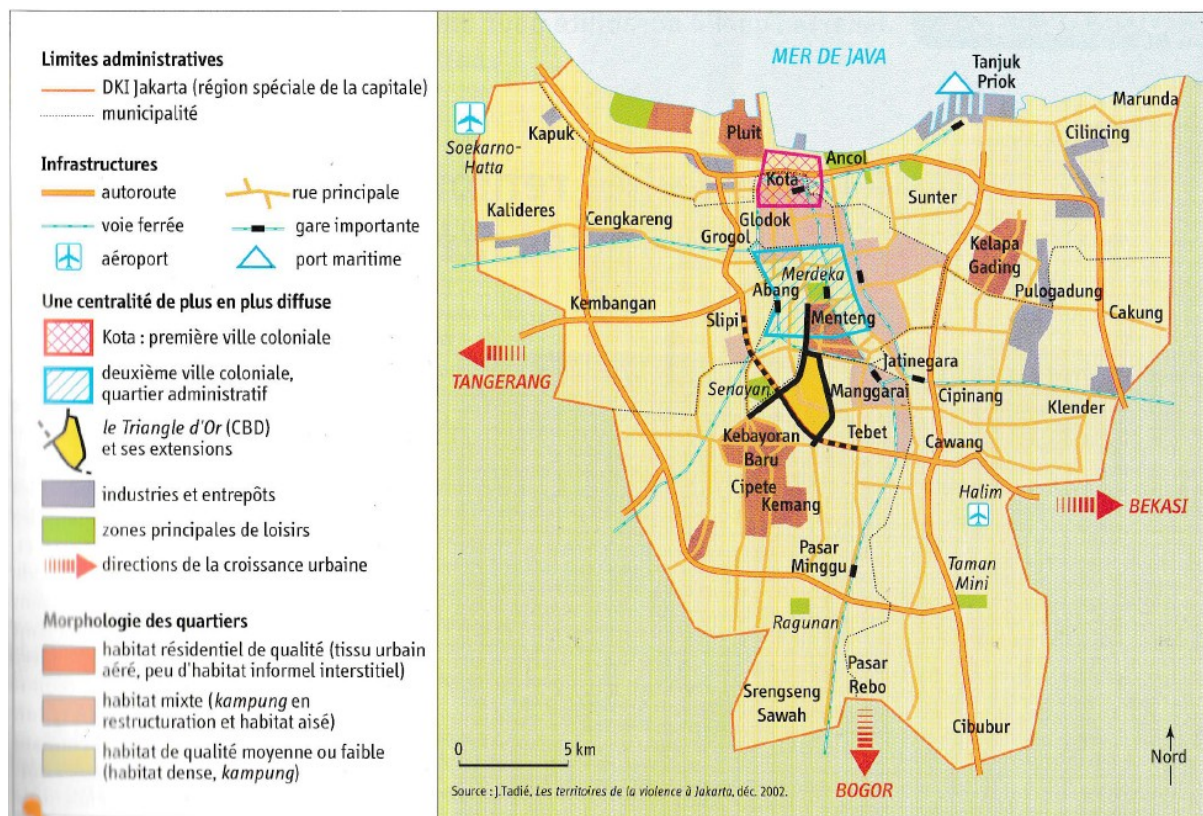 Limites administratives
DKI Jakarta (région spéciale de la capitale)
municipalité
Infrastructures
autoroute
rue principale
voie ferrée
gare importante
aéroport
port maritime
Une centralité de plus en plus diffuse
Kota : première ville coloniale
deuxième ville coloniale,
quartier administratif
le Triangle d'Or (CBD)
et ses extensions
industries et entrepôts
zones principales de loisirs
directions de la croissance urbaine
Morphologie des quartiers
habitat résidentiel de qualité (tissu urbain
aéré, peu d'habitat informel interstitiel)
habitat mixte (kampung en
restructuration et habitat aisé)
habitat de qualité moyenne ou faible
(habitat dense, kampung)
MER DE JAVA
Tanjuk
Priok
Marunda
Soekarno-
Hatta
Kapuk
Pluit
Ancol
Cilincing
Kota
Sunter
Kalideres
Cengkareng
Glodok
Grogol
Kelapa
Gading
Merdeka
Abang
Pulogadung
Kembangan
Slipi
Menteng
Cakung
TANGERANG
Jatinegara
Senayan
Manggarai
Cipinang
Klender
Kebayoran
Baru
Tebet
Cawang
Cipete
Kemang
Halim
BEKASI
Pasar
Minggu
Taman
Mini
Ragunan
Pasar
Rebo
Srengseng
Sawah
Cibubur
0
5 km
Nord
BOGOR
Source : J.Tadié, Les territoires de la violence à Jakarta, déc. 2002.